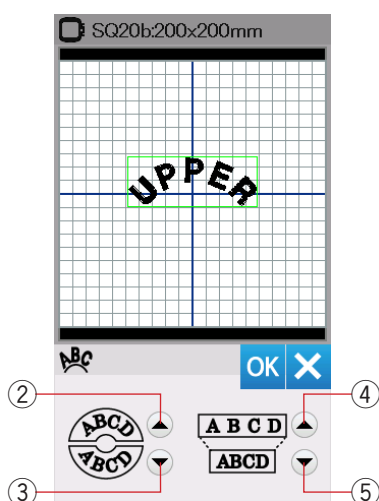 SQ20b:200x200mm
UPPER
ABC
OK
② ④
ABCD
A B C D
ABCD
ABCD
③ ⑤